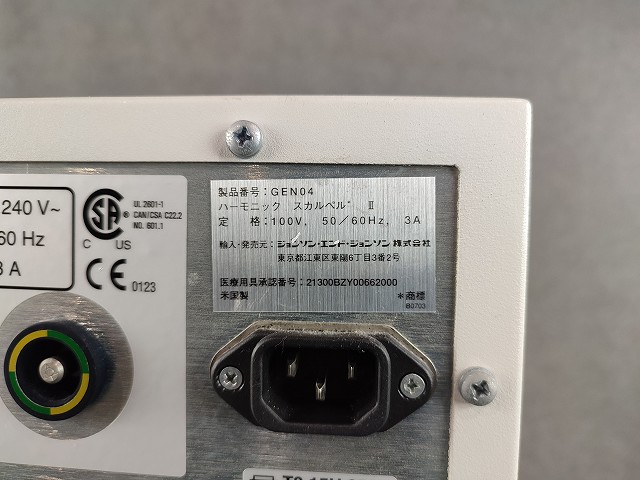 240 V~
60 Hz
3 A
SA
®
C US
UL 2601-1
CAN/CSA C22.2
NO. 601.1
CE 0123
製品番号:GEN04
ハーモニック スカルペル* Ⅱ
定 格:100V, 50/60Hz, 3A
輸入・発売元:ジョンソン・エンド・ジョンソン 株式会社
東京都江東区東陽6丁目3番2号
医療用具承認番号:21300BZY00662000
米国製
*商標
B0703